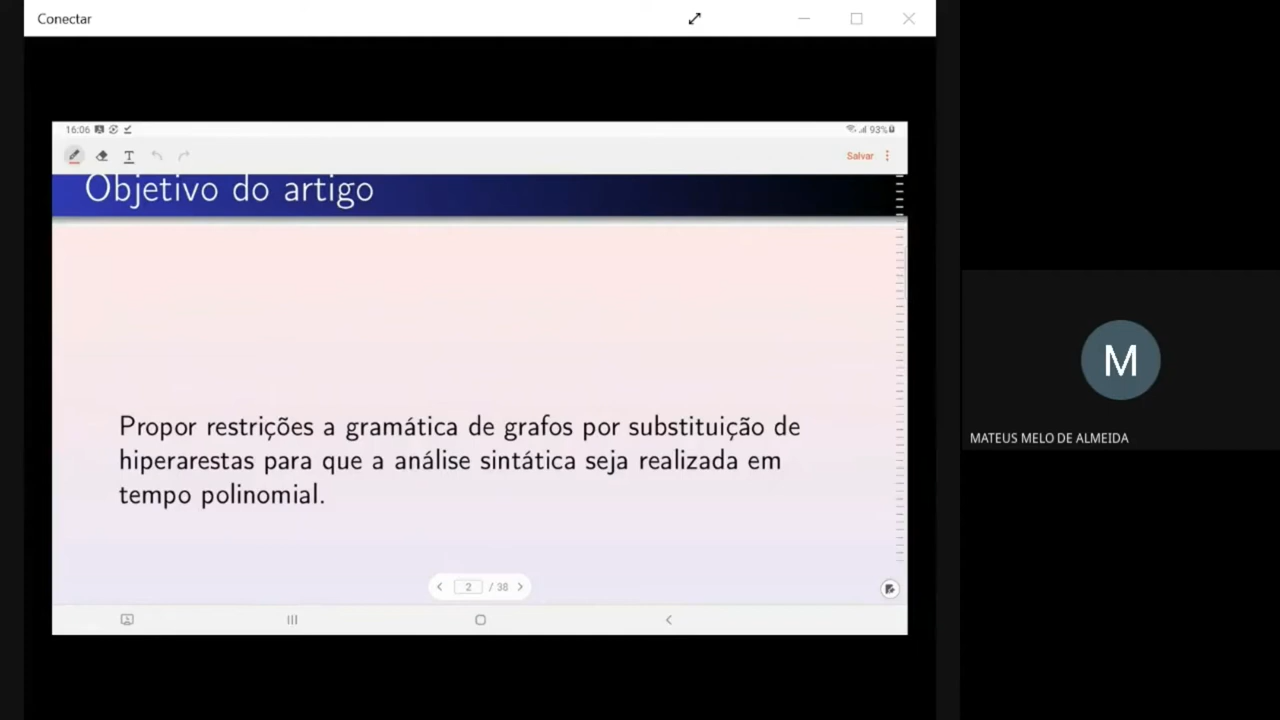 Conectar
16:06
93%
Salvar
Objetivo do artigo
Propor restrições a gramática de grafos por substituição de
hiperarestas para que a análise sintática seja realizada em
tempo polinomial.
2 / 38
M
MATEUS MELO DE ALMEIDA